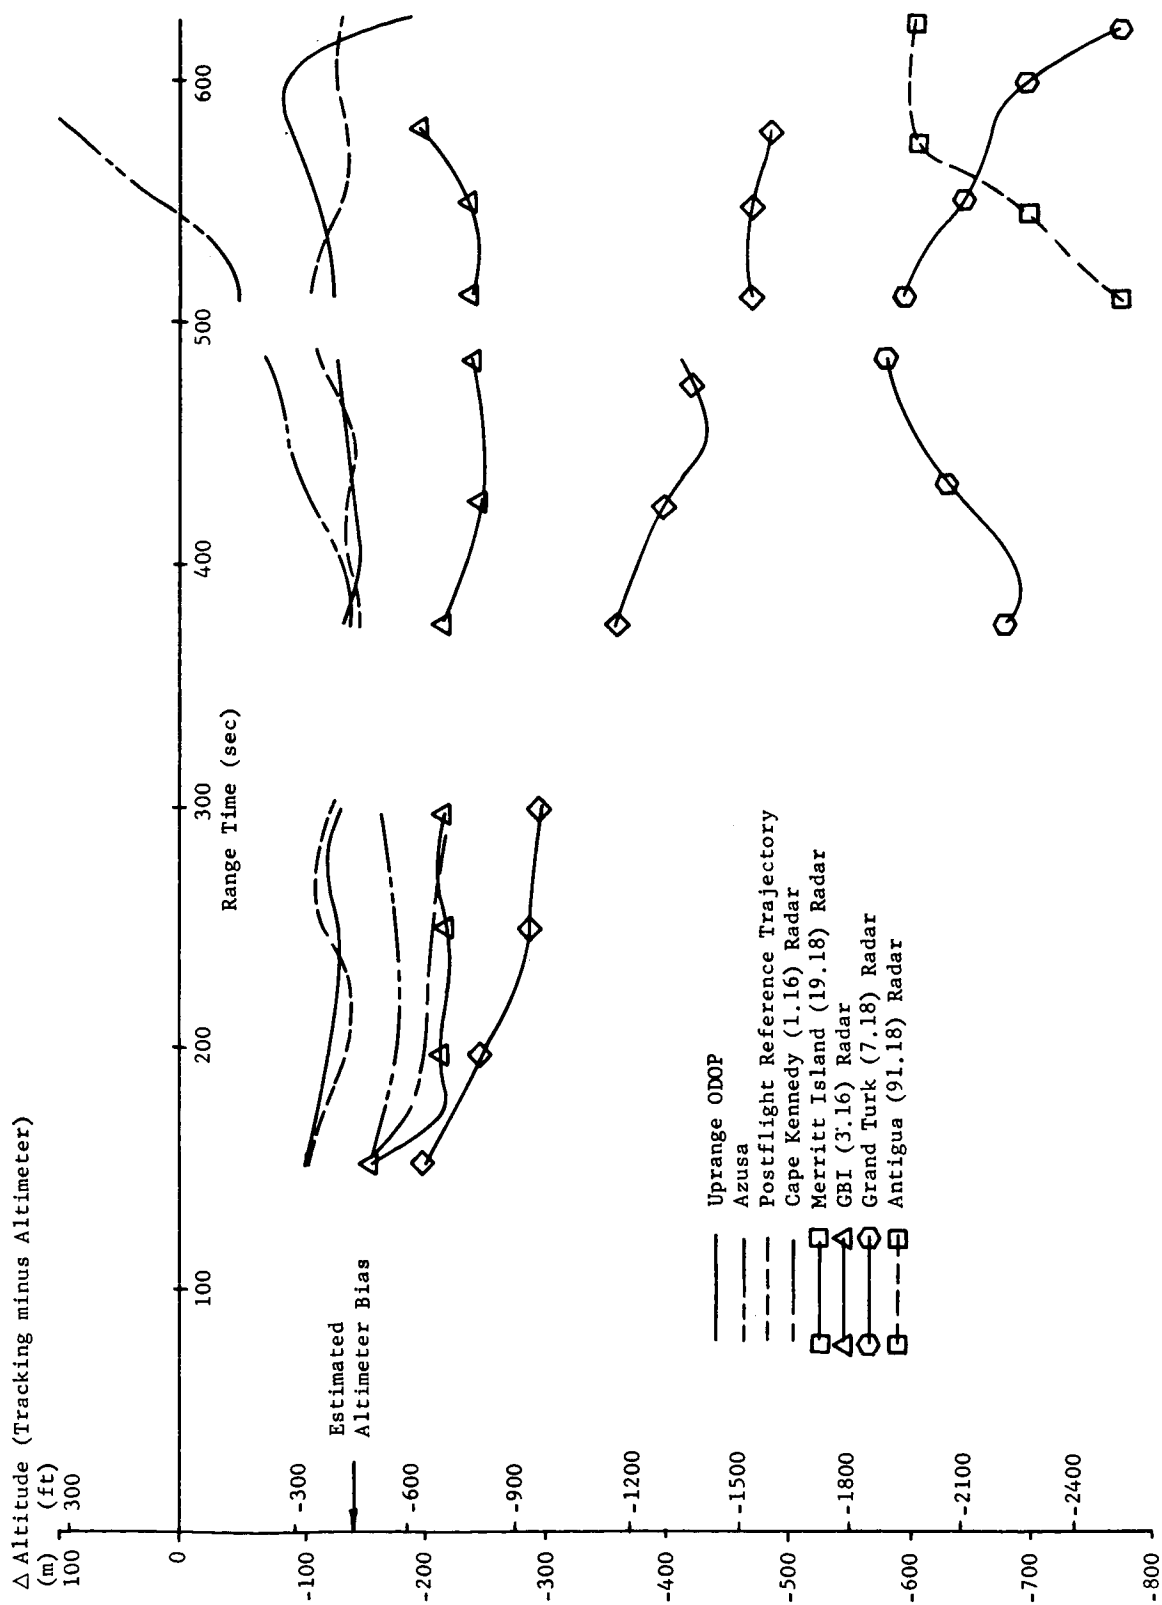 △ Altitude (Tracking minus Altimeter)
(m) (ft)
100 300
0
-100
-200
-300
-400
-500
-600
-700
-800
-300
-600
-900
-1200
-1500
-1800
-2100
-2400
Estimated
Altimeter Bias
100
200
300
400
500
600
Range Time (sec)
Uprange ODOP
Azusa
Postflight Reference Trajectory
Cape Kennedy (1.16) Radar
Merritt Island (19.18) Radar
GBI (3.16) Radar
Grand Turk (7.18) Radar
Antigua (91.18) Radar